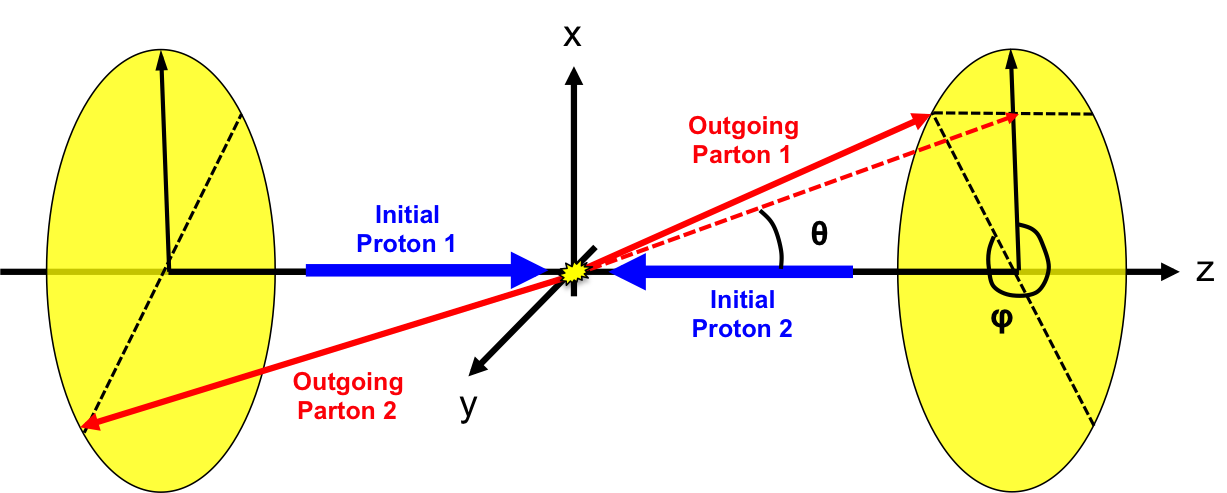 x
Outgoing
Parton 1
Initial
Proton 1
θ
z
Initial
Proton 2
φ
Outgoing
Parton 2
y